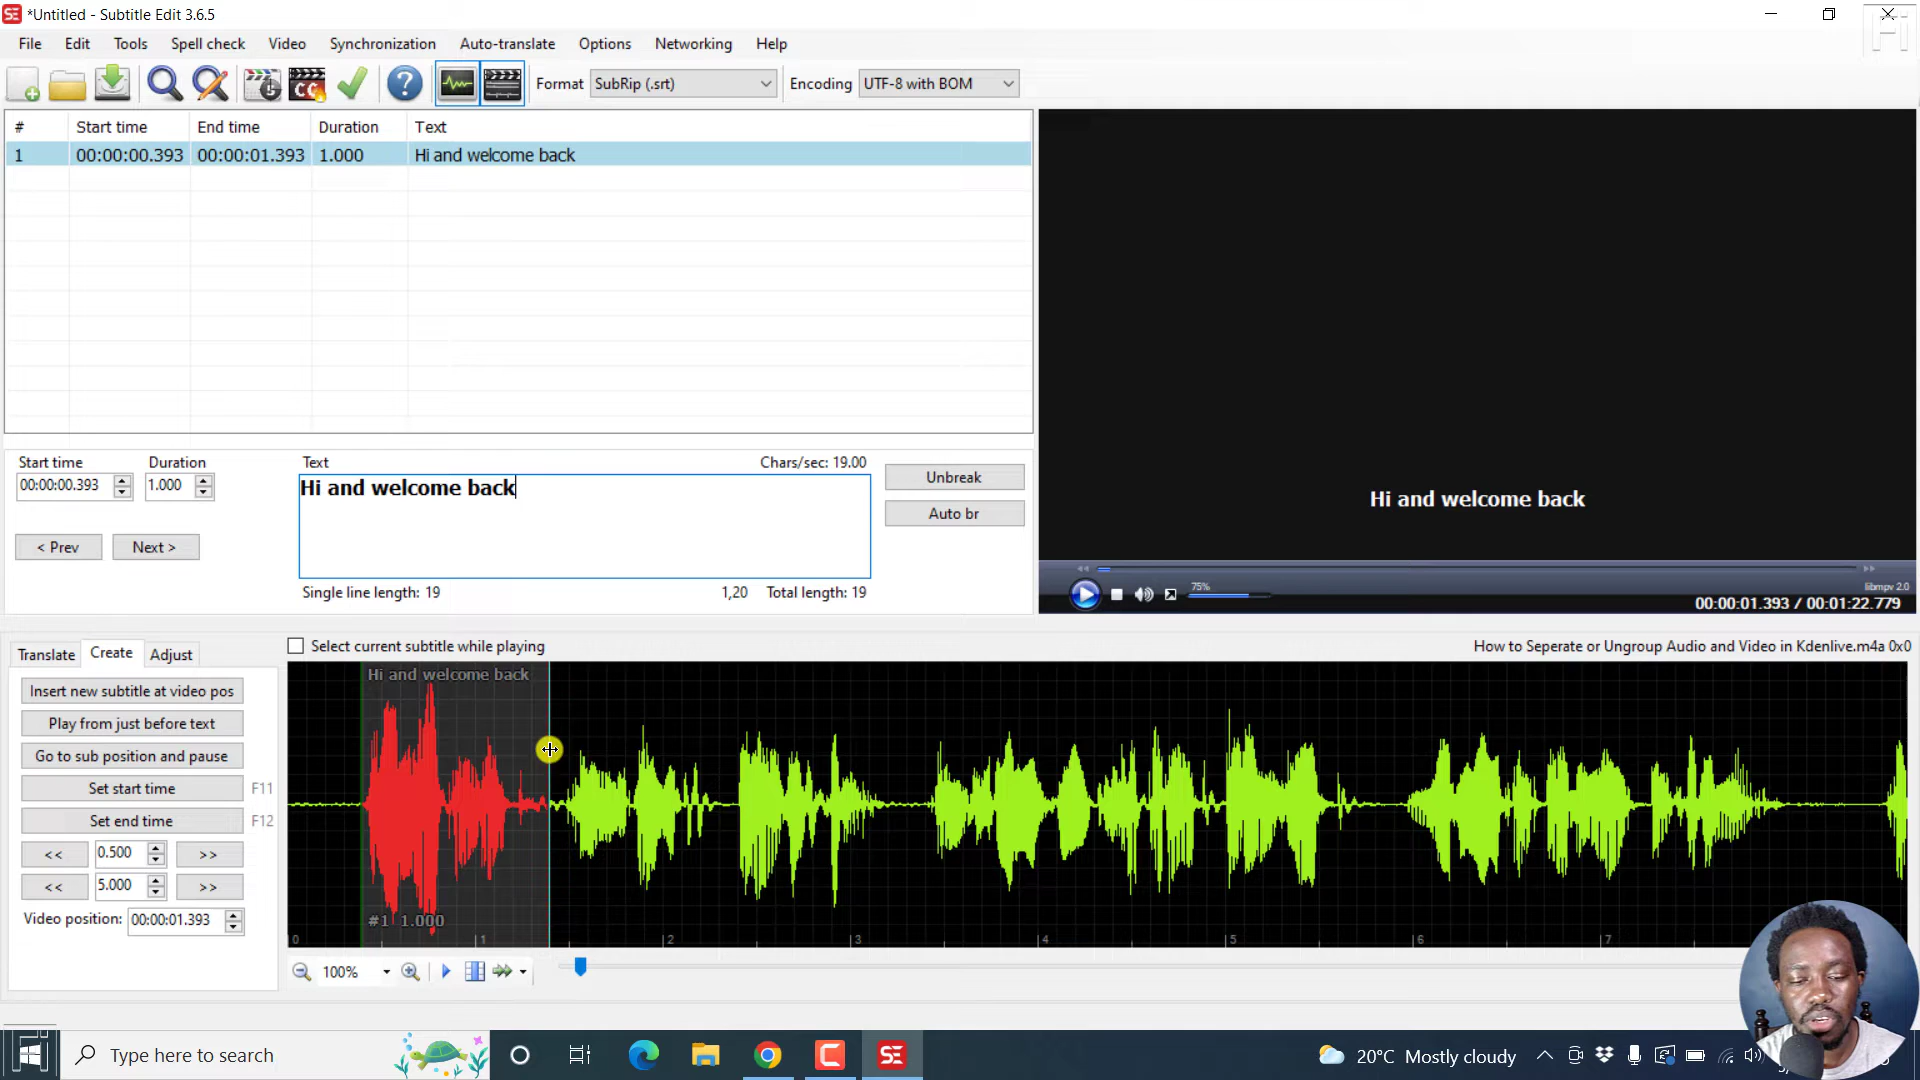 *Untitled - Subtitle Edit 3.6.5
File Edit Tools Spell check Video Synchronization Auto-translate Options Networking Help
Format SubRip (.srt) Encoding UTF-8 with BOM
# Start time End time Duration Text
1 00:00:00.393 00:00:01.393 1.000 Hi and welcome back
Start time Duration Text Chars/sec: 19.00
00:00:00.393 1.000 Hi and welcome back Unbreak
Auto br
< Prev Next >
Single line length: 19 1,20 Total length: 19
Hi and welcome back
75%
libmpv 2.0
00:00:01.393 / 00:01:22.779
Translate Create Adjust
Select current subtitle while playing
How to Seperate or Ungroup Audio and Video in Kdenlive.m4a 0x0
Insert new subtitle at video pos
Play from just before text
Go to sub position and pause
Set start time F11
Set end time F12
<< 0.500 >>
<< 5.000 >>
Video position: 00:00:01.393
Hi and welcome back
#1 1.000
0 1 2 3 4 5 6 7
100%
Type here to search
20°C Mostly cloudy